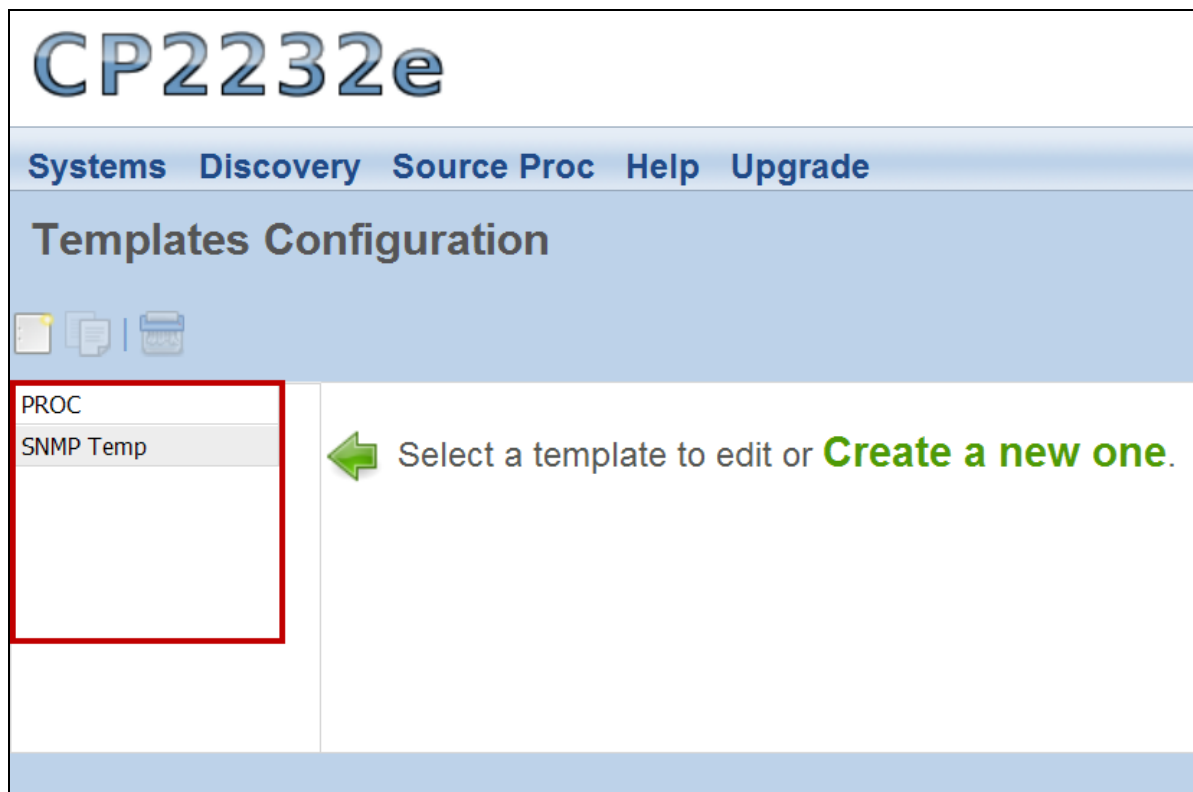 CP2232e
Systems Discovery Source Proc Help Upgrade
Templates Configuration
PROC
SNMP Temp
Select a template to edit or Create a new one.